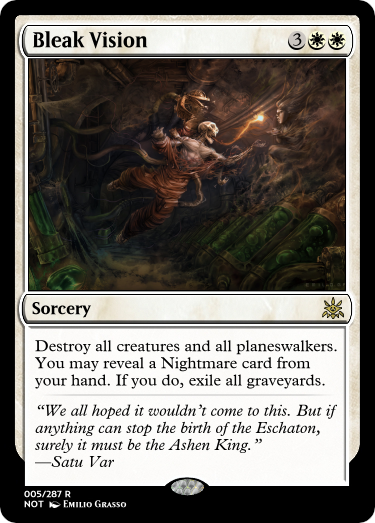 Bleak Vision 3
Sorcery
Destroy all creatures and all planeswalkers.
You may reveal a Nightmare card from
your hand. If you do, exile all graveyards.
“We all hoped it wouldn’t come to this. But if
anything can stop the birth of the Eschaton,
surely it must be the Ashen King.”
—Satu Var
005/287 R
NOT Emilio Grasso